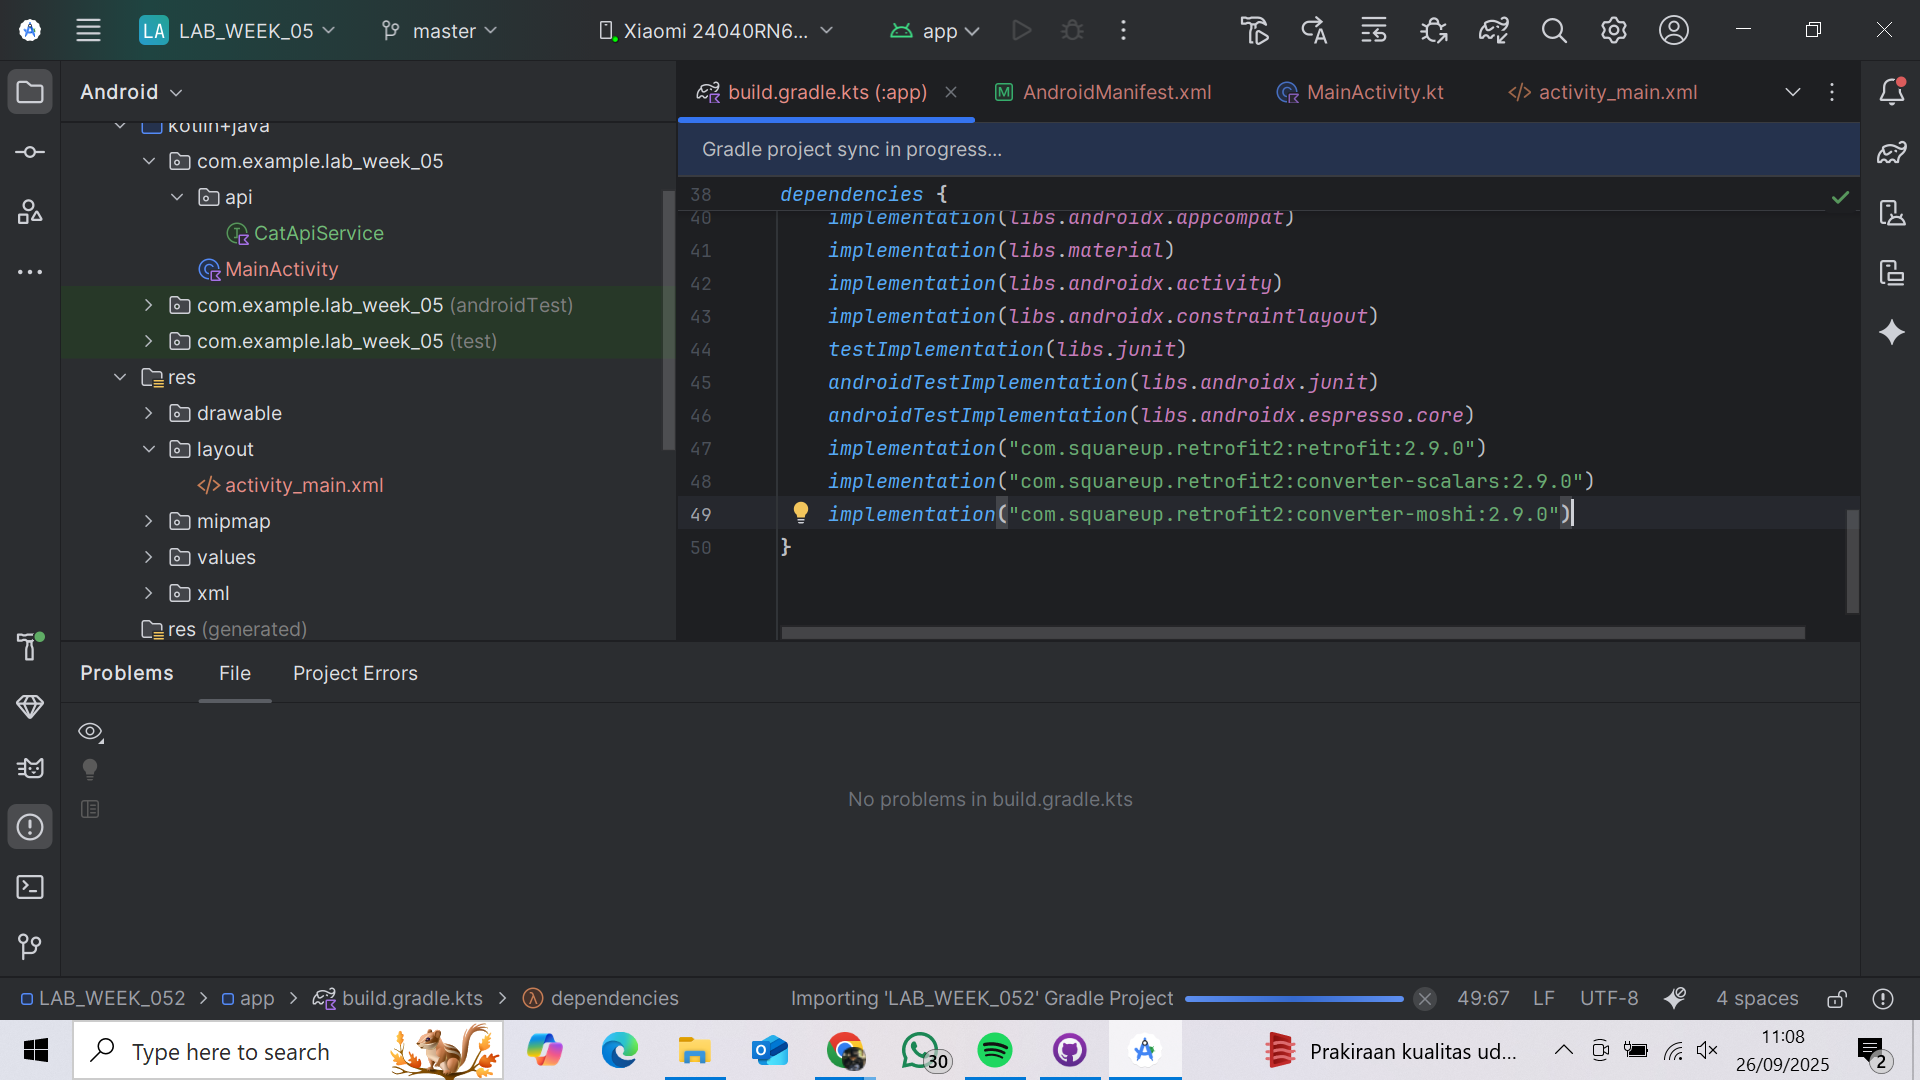 LA LAB_WEEK_05 master Xiaomi 24040RN6... app
Android
build.gradle.kts (:app) AndroidManifest.xml MainActivity.kt activity_main.xml
Gradle project sync in progress...
kotlin+java
com.example.lab_week_05
api
CatApiService
MainActivity
com.example.lab_week_05 (androidTest)
com.example.lab_week_05 (test)
res
drawable
layout
activity_main.xml
mipmap
values
xml
res (generated)
38 dependencies {
40 implementation(libs.androidx.appcompat)
41 implementation(libs.material)
42 implementation(libs.androidx.activity)
43 implementation(libs.androidx.constraintlayout)
44 testImplementation(libs.junit)
45 androidTestImplementation(libs.androidx.junit)
46 androidTestImplementation(libs.androidx.espresso.core)
47 implementation("com.squareup.retrofit2:retrofit:2.9.0")
48 implementation("com.squareup.retrofit2:converter-scalars:2.9.0")
49 implementation("com.squareup.retrofit2:converter-moshi:2.9.0")
50 }
Problems File Project Errors
No problems in build.gradle.kts
LAB_WEEK_052 > app > build.gradle.kts > dependencies Importing 'LAB_WEEK_052' Gradle Project 49:67 LF UTF-8 4 spaces
Type here to search 30 Prakiraan kualitas ud... 11:08
26/09/2025 2